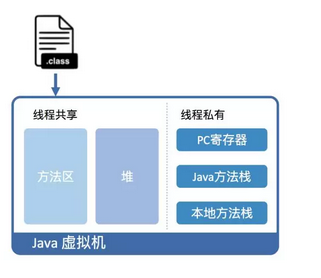 .class
线程共享
线程私有
方法区
堆
PC寄存器
Java方法栈
本地方法栈
Java 虚拟机